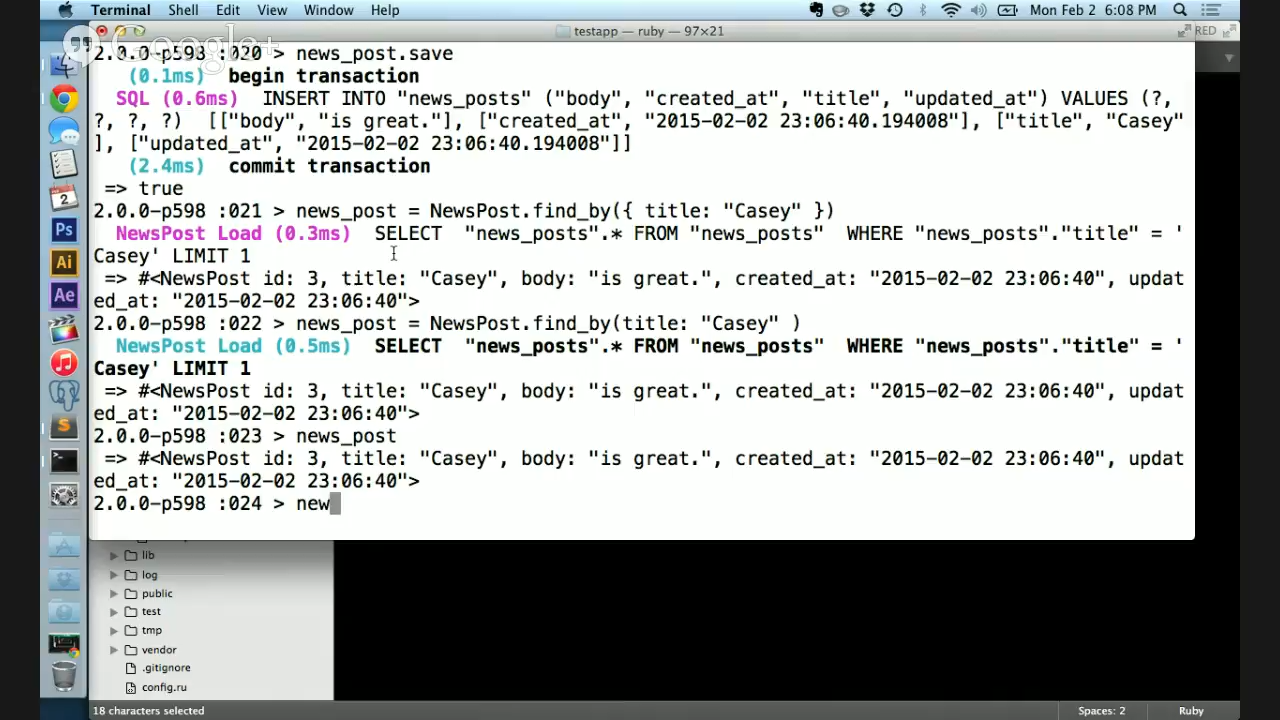 Terminal Shell Edit View Window Help Mon Feb 2 6:08 PM
Google+
testapp — ruby — 97×21
RED
2.0.0-p598 :020 > news_post.save
(0.1ms) begin transaction
SQL (0.6ms) INSERT INTO "news_posts" ("body", "created_at", "title", "updated_at") VALUES (?,
?, ?, ?) [["body", "is great."], ["created_at", "2015-02-02 23:06:40.194008"], ["title", "Casey"
], ["updated_at", "2015-02-02 23:06:40.194008"]]
(2.4ms) commit transaction
=> true
2.0.0-p598 :021 > news_post = NewsPost.find_by({ title: "Casey" })
NewsPost Load (0.3ms) SELECT "news_posts".* FROM "news_posts" WHERE "news_posts"."title" = '
Casey' LIMIT 1
=> #<NewsPost id: 3, title: "Casey", body: "is great.", created_at: "2015-02-02 23:06:40", updat
ed_at: "2015-02-02 23:06:40">
2.0.0-p598 :022 > news_post = NewsPost.find_by(title: "Casey" )
NewsPost Load (0.5ms) SELECT "news_posts".* FROM "news_posts" WHERE "news_posts"."title" = '
Casey' LIMIT 1
=> #<NewsPost id: 3, title: "Casey", body: "is great.", created_at: "2015-02-02 23:06:40", updat
ed_at: "2015-02-02 23:06:40">
2.0.0-p598 :023 > news_post
=> #<NewsPost id: 3, title: "Casey", body: "is great.", created_at: "2015-02-02 23:06:40", updat
ed_at: "2015-02-02 23:06:40">
2.0.0-p598 :024 > new
2
Ps
Ai
Ae
S
lib
log
public
test
tmp
vendor
.gitignore
config.ru
18 characters selected Spaces: 2 Ruby